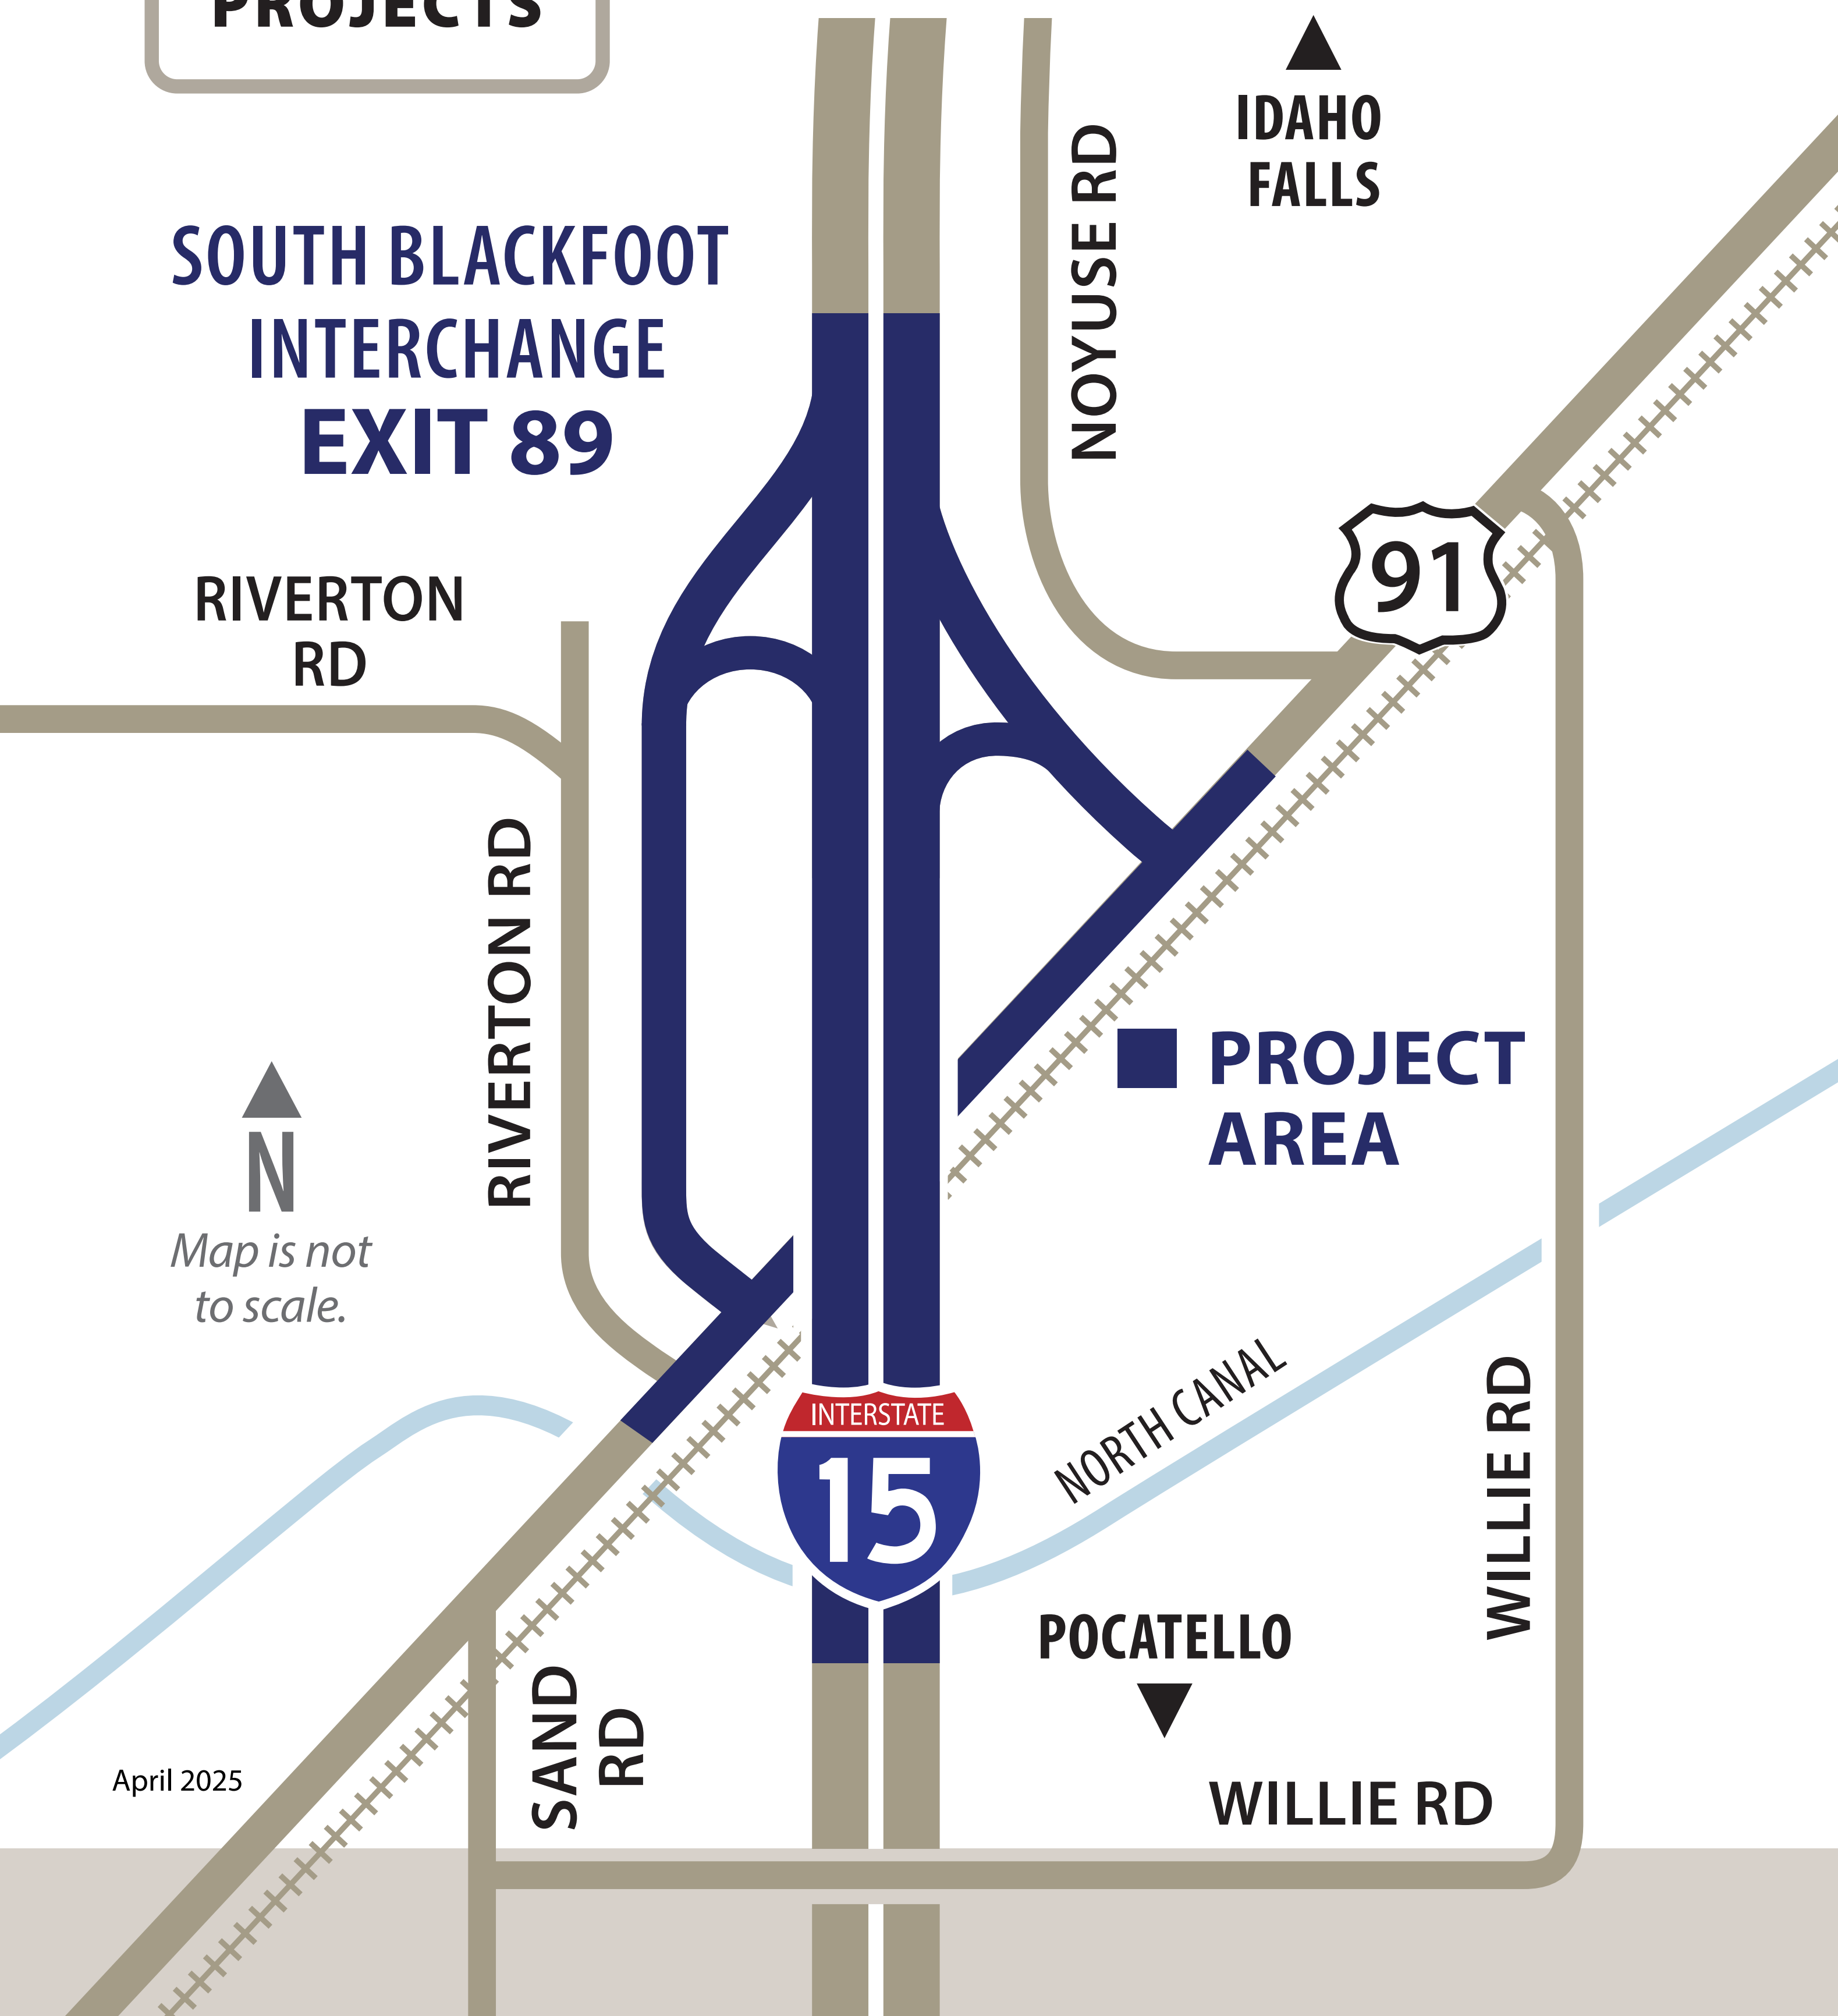 PROJECTS
IDAHO
FALLS
NOYUSE RD
SOUTH BLACKFOOT
INTERCHANGE
EXIT 89
91
RIVERTON
RD
RIVERTON RD
PROJECT
AREA
N
Map is not
to scale.
INTERSTATE
15
NORTH CANAL
WILLIE RD
POCATELLO
SAND
RD
April 2025
WILLIE RD